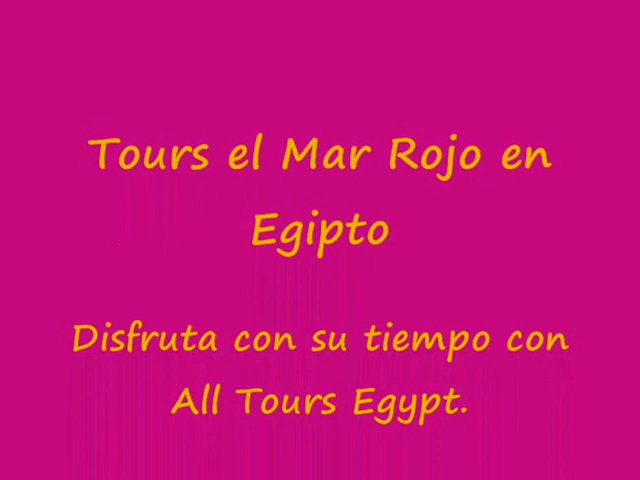 Tours el Mar Rojo en
Egipto
Disfruta con su tiempo con
All Tours Egypt.